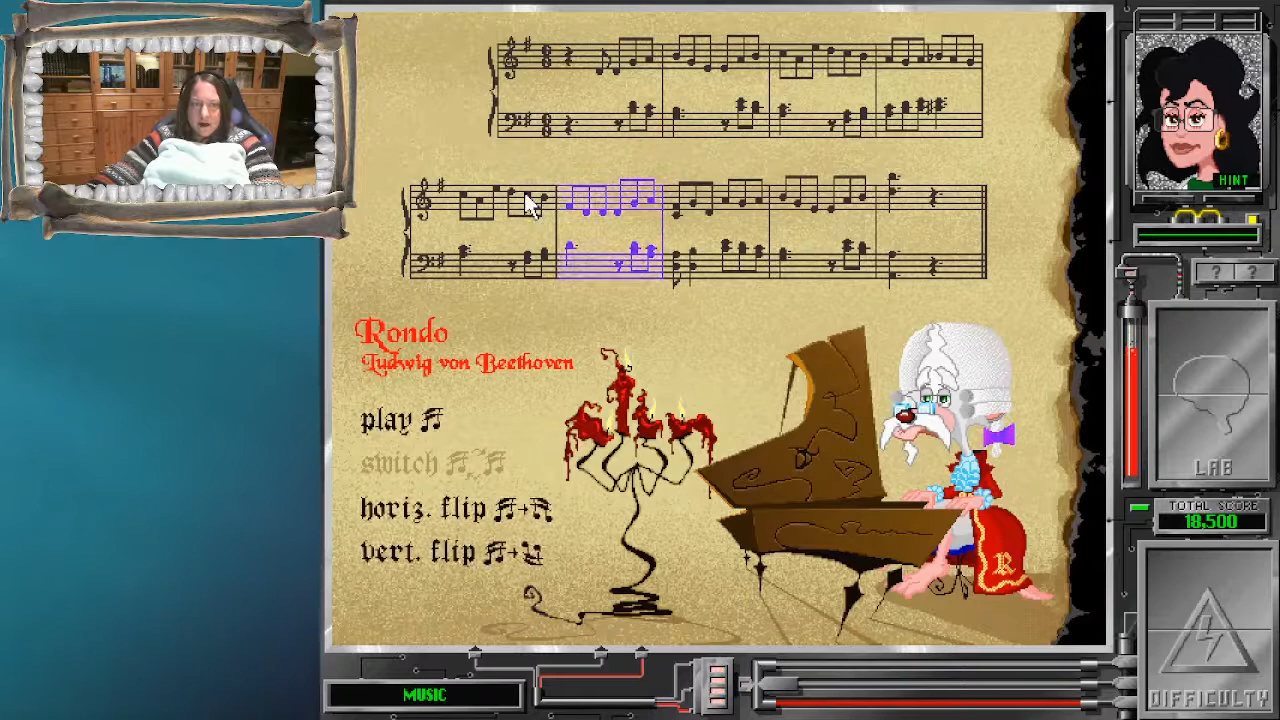 HINT
? ?
Rondo
Ludwig von Beethoven
play
switch
horiz. flip
vert. flip
R
LAB
TOTAL SCORE
18,500
MUSIC
DIFFICULTY